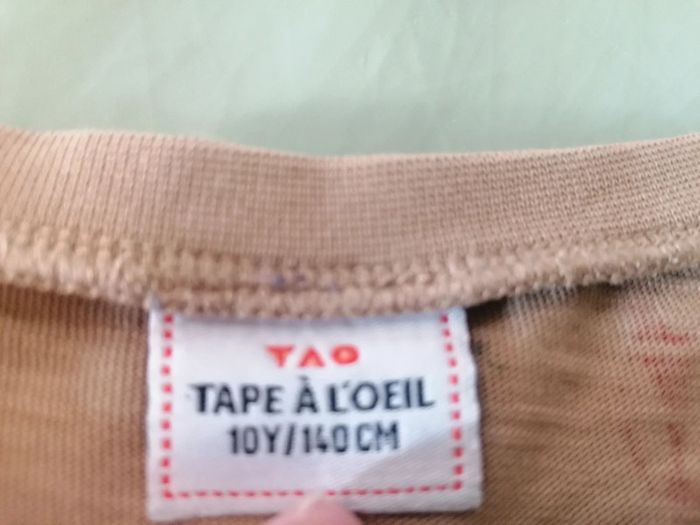 TAO
TAPE À L'OEIL
10Y/140CM